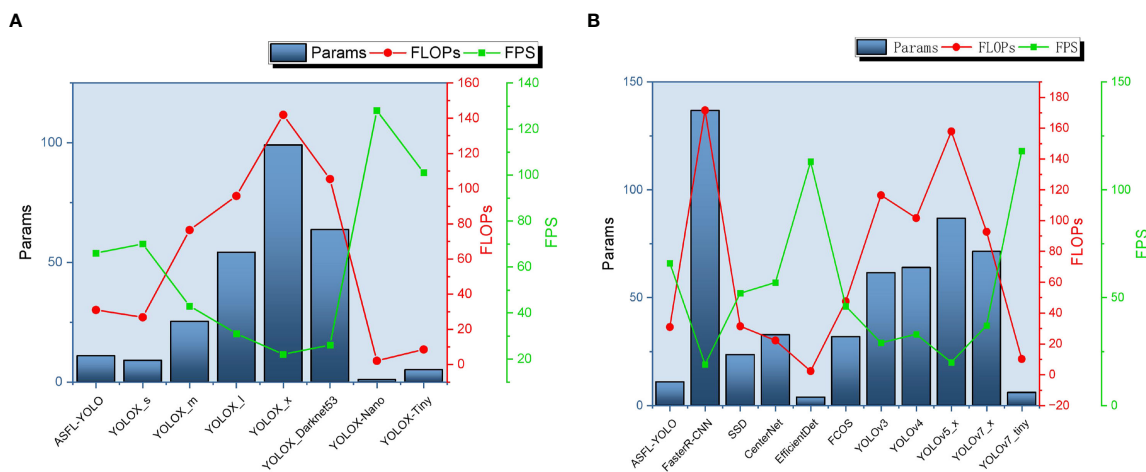 A
Params FLOPs FPS
100
50
0
Params
160
140
120
100
80
60
40
20
0
FLOPs
140
120
100
80
60
40
20
FPS
ASFL-YOLO
YOLOX_s
YOLOX_m
YOLOX_l
YOLOX_x
YOLOX_Darknet53
YOLOX-Nano
YOLOX-Tiny
B
Params FLOPs FPS
150
100
50
0
Params
180
160
140
120
100
80
60
40
20
0
−20
FLOPs
150
100
50
0
FPS
ASFL-YOLO
FasterR-CNN
SSD
CenterNet
EfficientDet
FCOS
YOLOv3
YOLOv4
YOLOv5_x
YOLOv7_x
YOLOv7_tiny